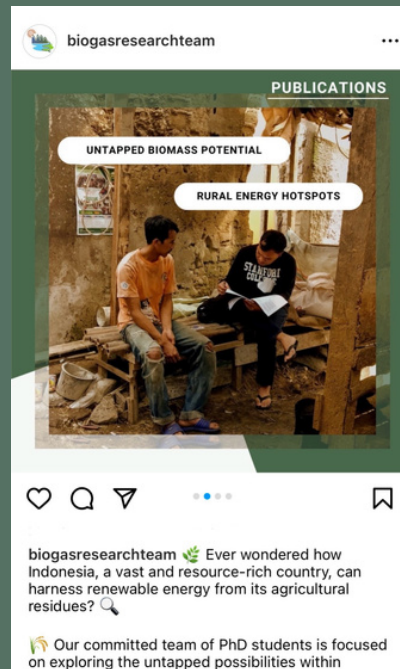 biogasresearchteam
PUBLICATIONS
UNTAPPED BIOMASS POTENTIAL
RURAL ENERGY HOTSPOTS
STANFORD
biogasresearchteam 🌿 Ever wondered how
Indonesia, a vast and resource-rich country, can
harness renewable energy from its agricultural
residues? 🔍
🌾 Our committed team of PhD students is focused
on exploring the untapped possibilities within